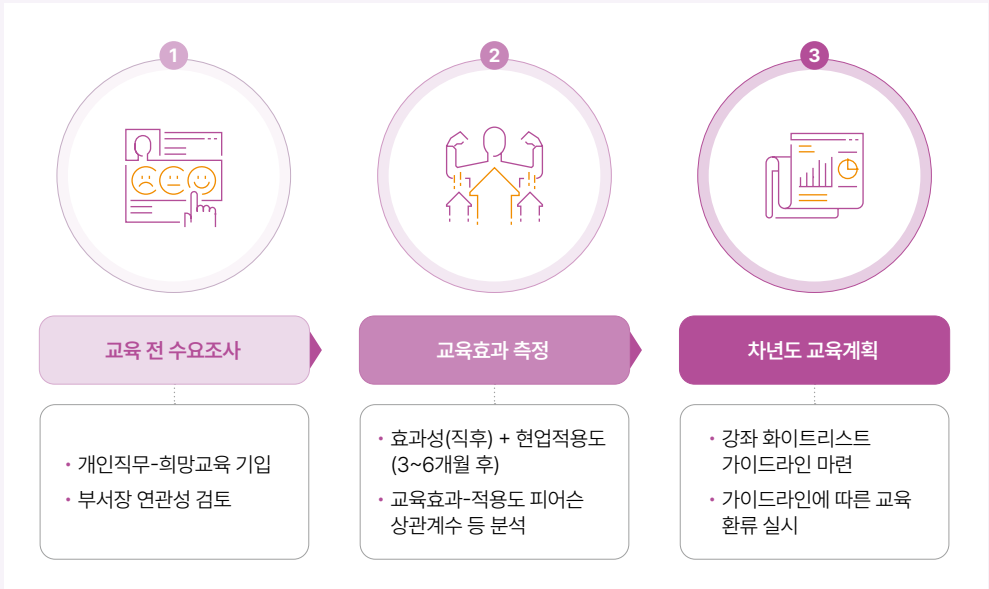 1
2
3
교육 전 수요조사
교육효과 측정
차년도 교육계획
• 개인직무-희망교육 기입
• 부서장 연관성 검토
• 효과성(직후) + 현업적용도
(3~6개월 후)
• 교육효과-적용도 피어슨
상관계수 등 분석
• 강좌 화이트리스트
가이드라인 마련
• 가이드라인에 따른 교육
환류 실시